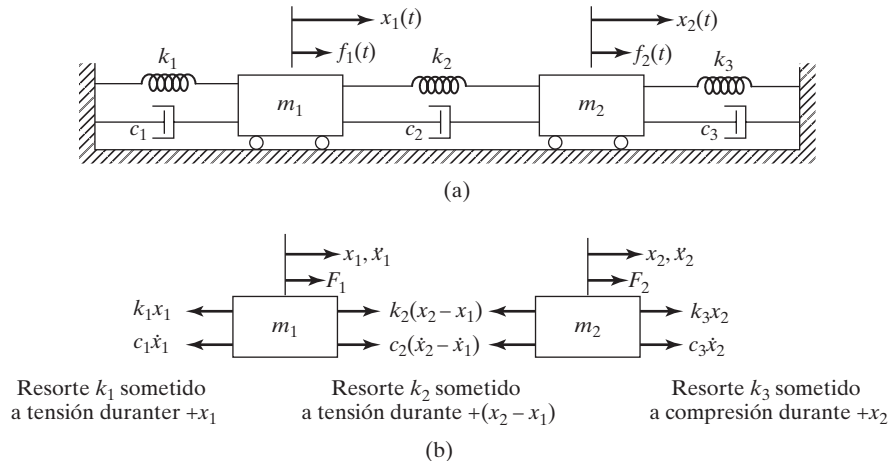 x₁(t) x₂(t)
f₁(t) f₂(t)
k₁ k₂ k₃
m₁ m₂
c₁ c₂ c₃
(a)
x₁, ẍ₁ x₂, ẍ₂
F₁ F₂
k₁x₁ m₁ k₂(x₂ – x₁) m₂ k₃x₂
c₁ẋ₁ c₂(ẋ₂ – ẋ₁) c₃ẋ₂
Resorte k₁ sometido Resorte k₂ sometido Resorte k₃ sometido
a tensión duranter +x₁ a tensión durante +(x₂ – x₁) a compresión durante +x₂
(b)